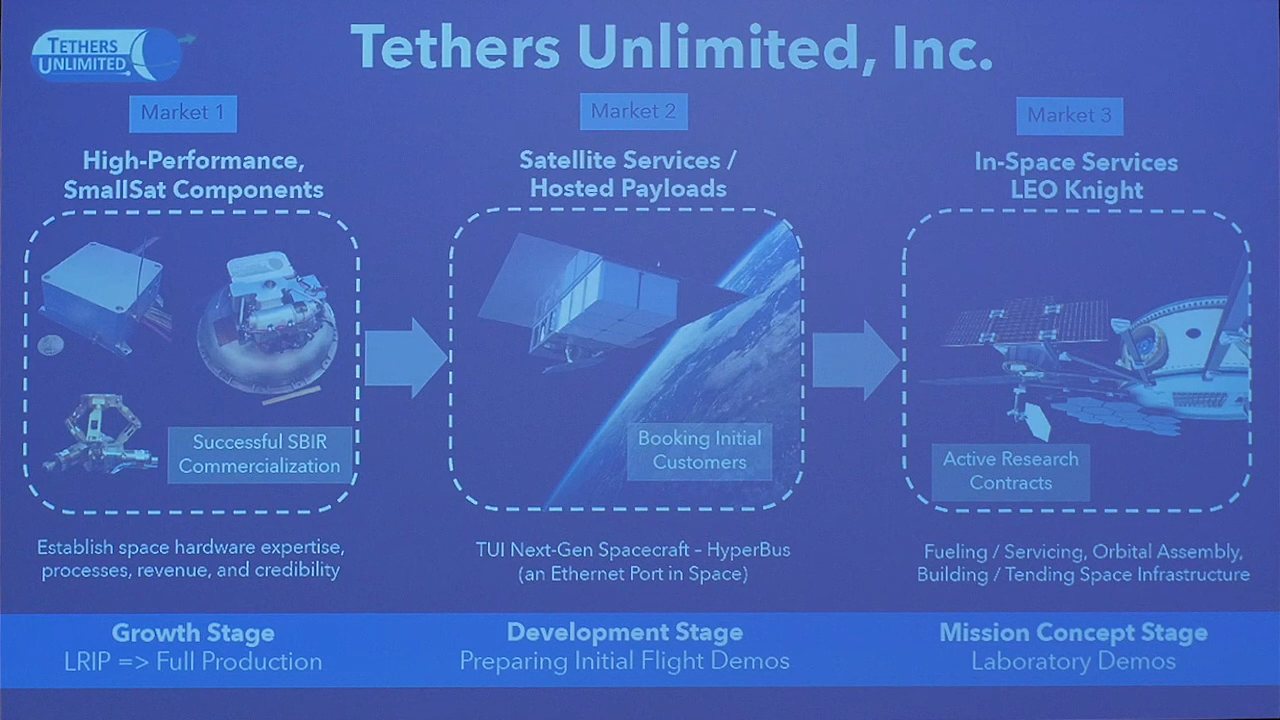 TETHERS
UNLIMITED
Tethers Unlimited, Inc.
Market 1
High-Performance,
SmallSat Components
Successful SBIR
Commercialization
Establish space hardware expertise,
processes, revenue, and credibility
Growth Stage
LRIP => Full Production
Market 2
Satellite Services /
Hosted Payloads
Booking Initial
Customers
TUI Next-Gen Spacecraft – HyperBus
(an Ethernet Port in Space)
Development Stage
Preparing Initial Flight Demos
Market 3
In-Space Services
LEO Knight
Active Research
Contracts
Fueling / Servicing, Orbital Assembly,
Building / Tending Space Infrastructure
Mission Concept Stage
Laboratory Demos